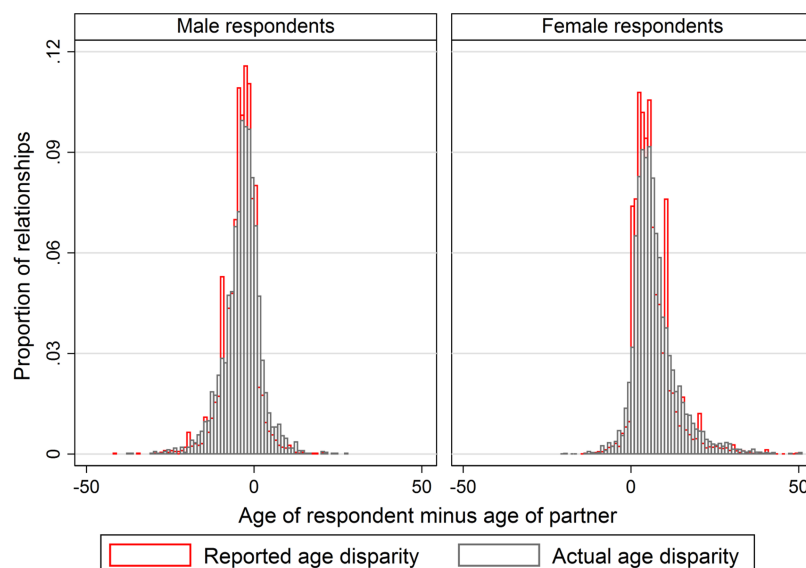 Male respondents
Female respondents
Proportion of relationships
.12
.09
.06
.03
0
-50
0
50
-50
0
50
Age of respondent minus age of partner
Reported age disparity
Actual age disparity